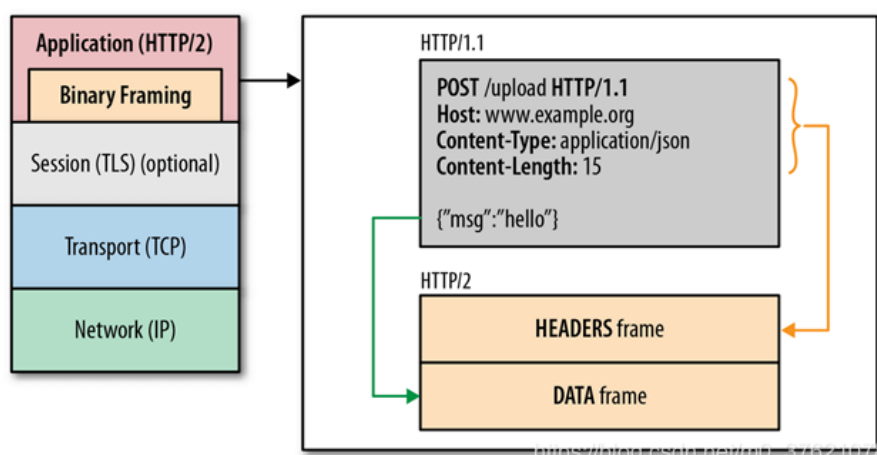 Application (HTTP/2)
Binary Framing
Session (TLS) (optional)
Transport (TCP)
Network (IP)
HTTP/1.1
POST /upload HTTP/1.1
Host: www.example.org
Content-Type: application/json
Content-Length: 15
{"msg":"hello"}
HTTP/2
HEADERS frame
DATA frame